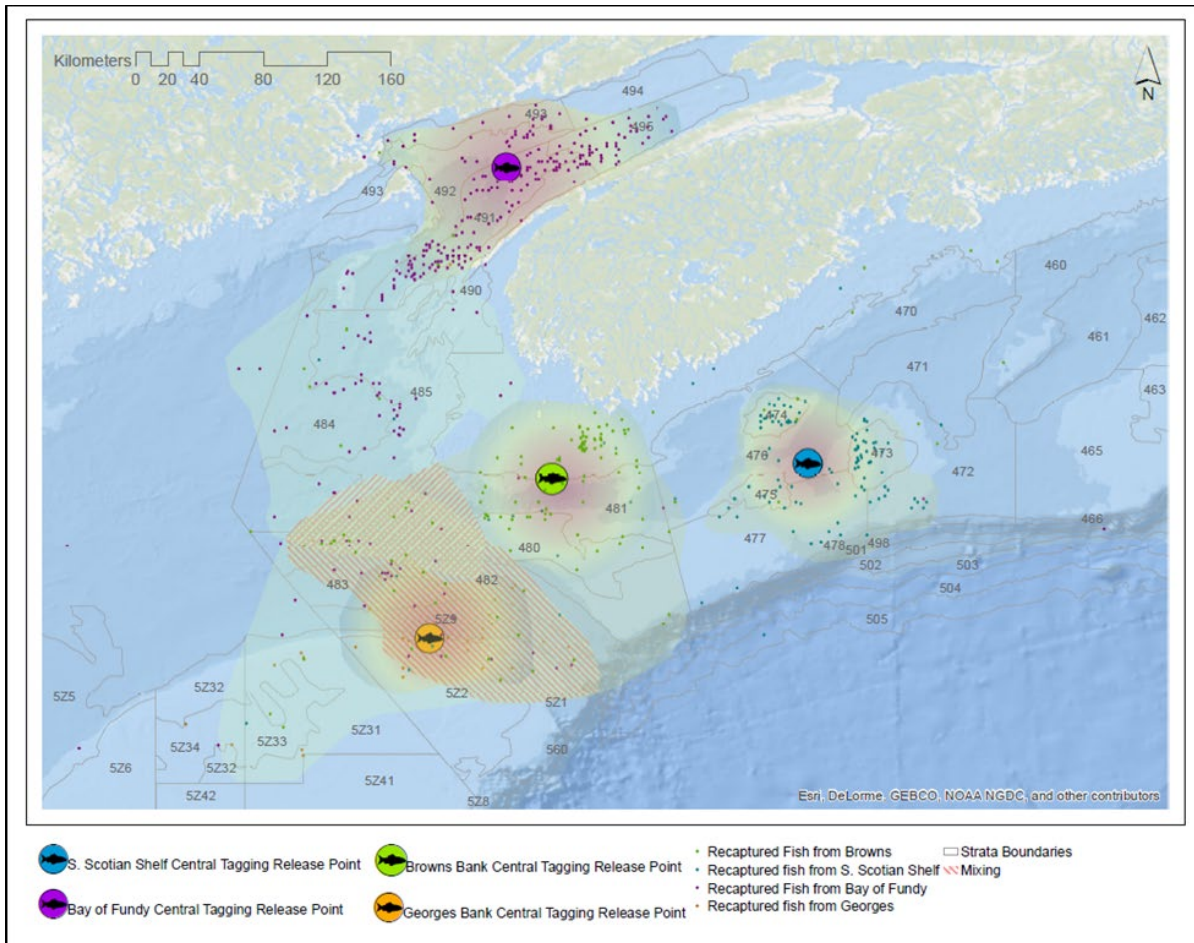 Kilometers
0 20 40 80 120 160
N
494
493
495
493
492
491
490
460
470
462
461
471
463
485
484
474
473
476
465
472
475
481
466
477
480
478
498
501
502
503
504
483
482
505
5Z9
5Z32
5Z2
5Z1
5Z5
5Z31
5Z33
5Z34
560
5Z6
5Z32
5Z41
5Z42
5Z8
Esri, DeLorme, GEBCO, NOAA NGDC, and other contributors
S. Scotian Shelf Central Tagging Release Point
Browns Bank Central Tagging Release Point
Bay of Fundy Central Tagging Release Point
Georges Bank Central Tagging Release Point
Recaptured Fish from Browns
Recaptured fish from S. Scotian Shelf
Recaptured Fish from Bay of Fundy
Recaptured fish from Georges
Strata Boundaries
Mixing